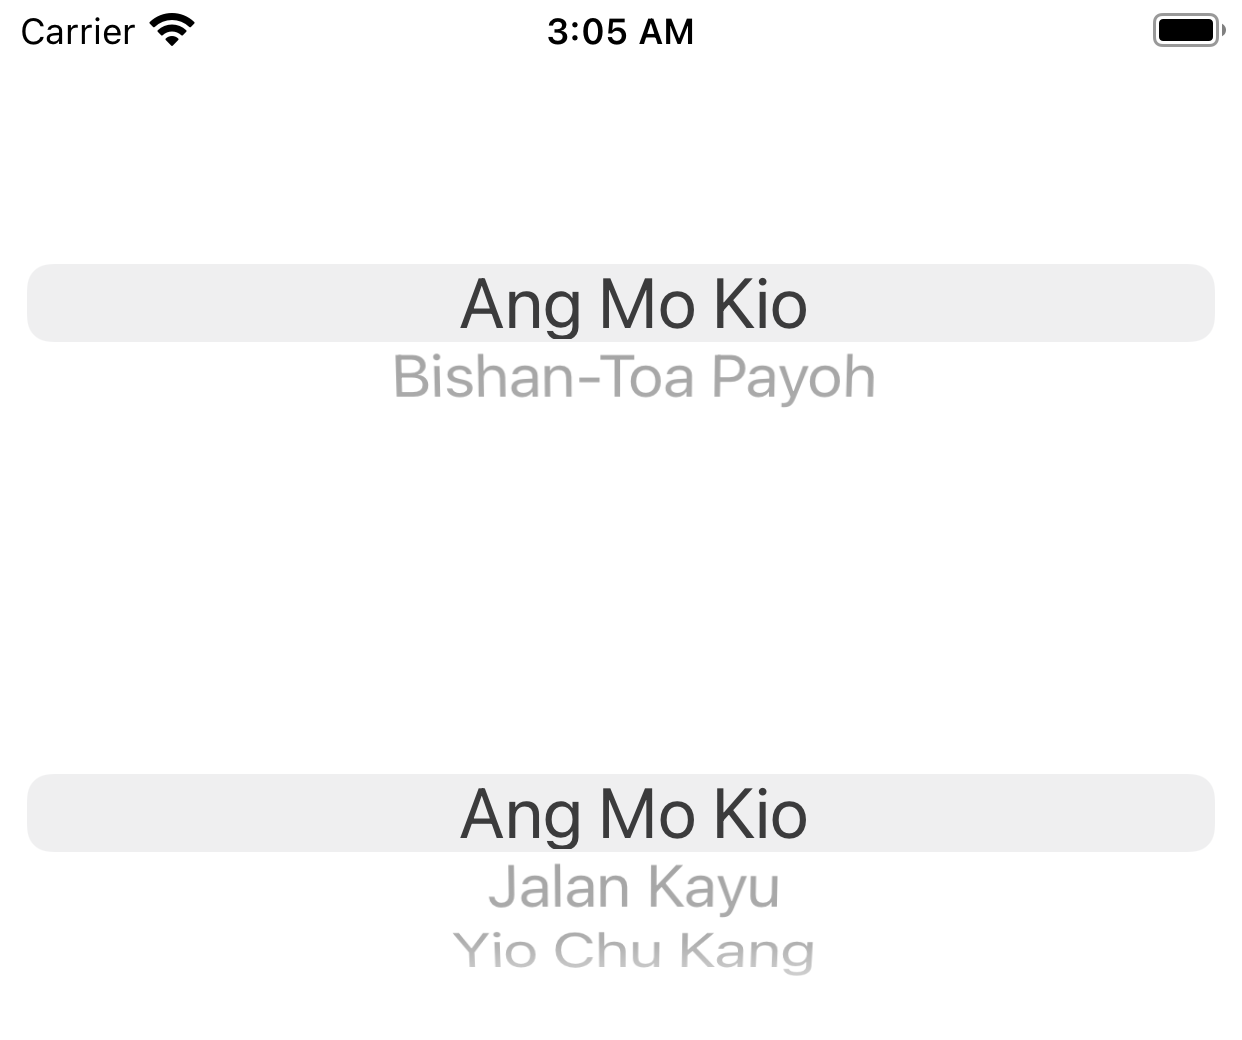 Carrier 3:05 AM
Ang Mo Kio
Bishan-Toa Payoh
Ang Mo Kio
Jalan Kayu
Yio Chu Kang